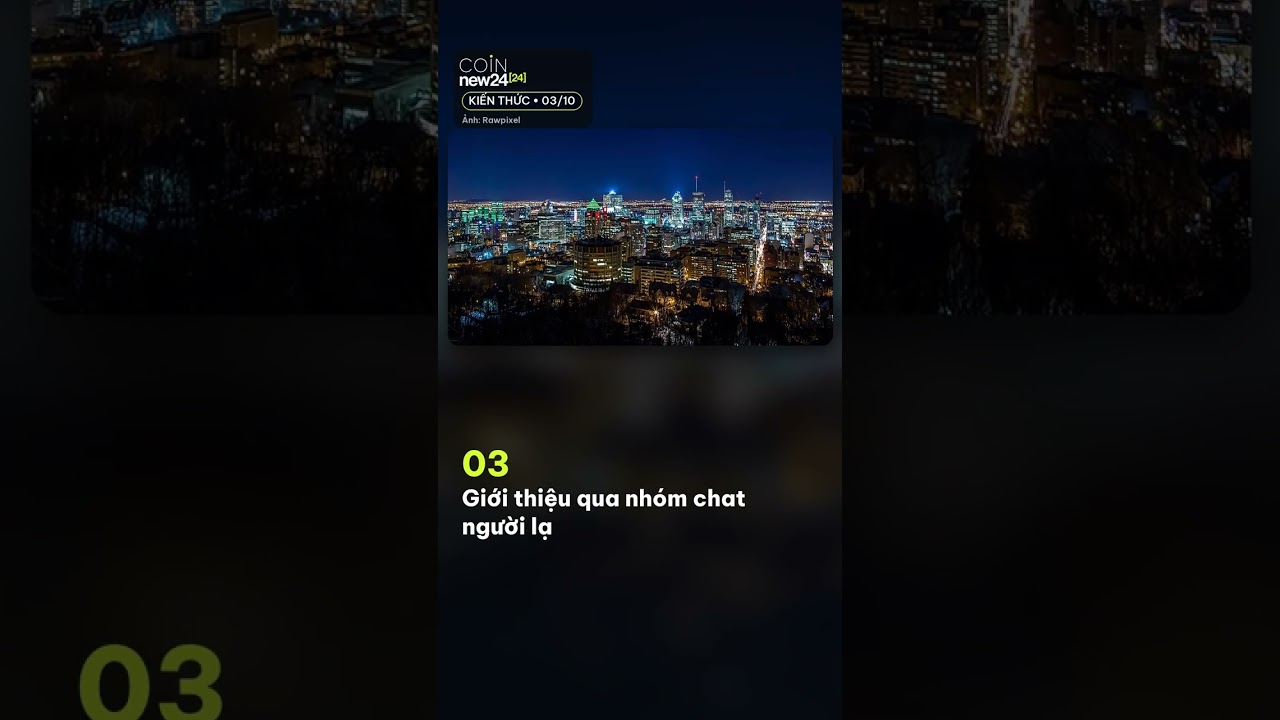 COiN
new24[24]
KIẾN THỨC • 03/10
Ảnh: Rawpixel
03
Giới thiệu qua nhóm chat
người lạ
03